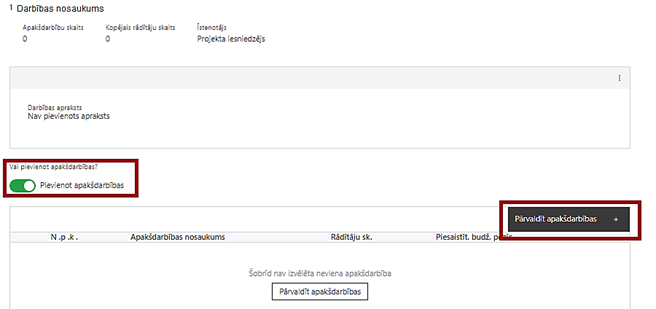 1 Darbības nosaukums
Apakšdarbību skaits Kopējais rādītāju skaits Īstenotājs
0 0 Projekta iesniedzējs
Darbības apraksts
Nav pievienots apraksts
Vai pievienot apakšdarbības?
Pievienot apakšdarbības
Pārvaldīt apakšdarbības +
N.p.k. Apakšdarbības nosaukums Rādītāju sk. Piesaistīt. budž.
Šobrīd nav izvēlēta neviena apakšdarbība
Pārvaldīt apakšdarbības